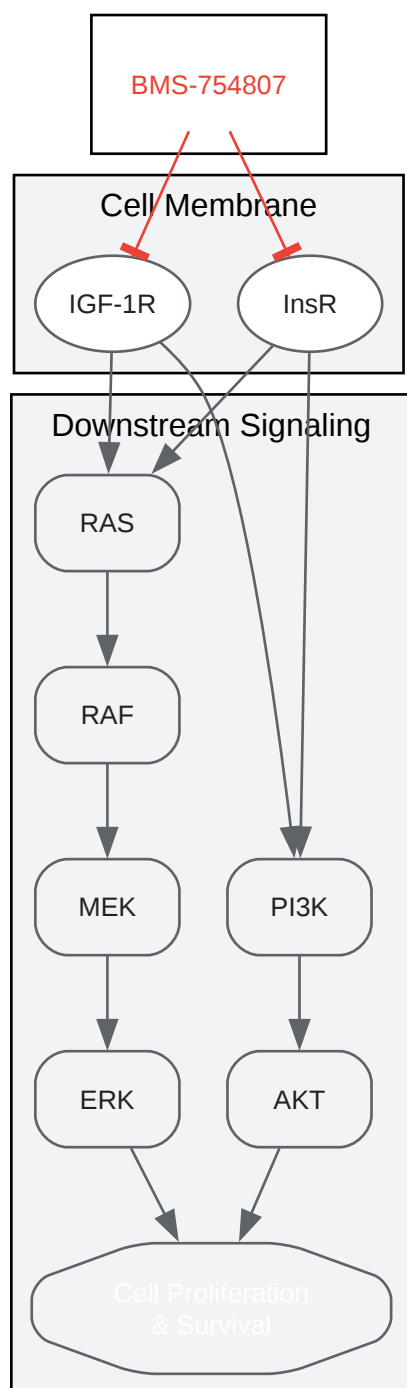 BMS-754807
Cell Membrane
IGF-1R
InsR
Downstream Signaling
RAS
RAF
MEK
PI3K
ERK
AKT
Cell Proliferation
& Survival